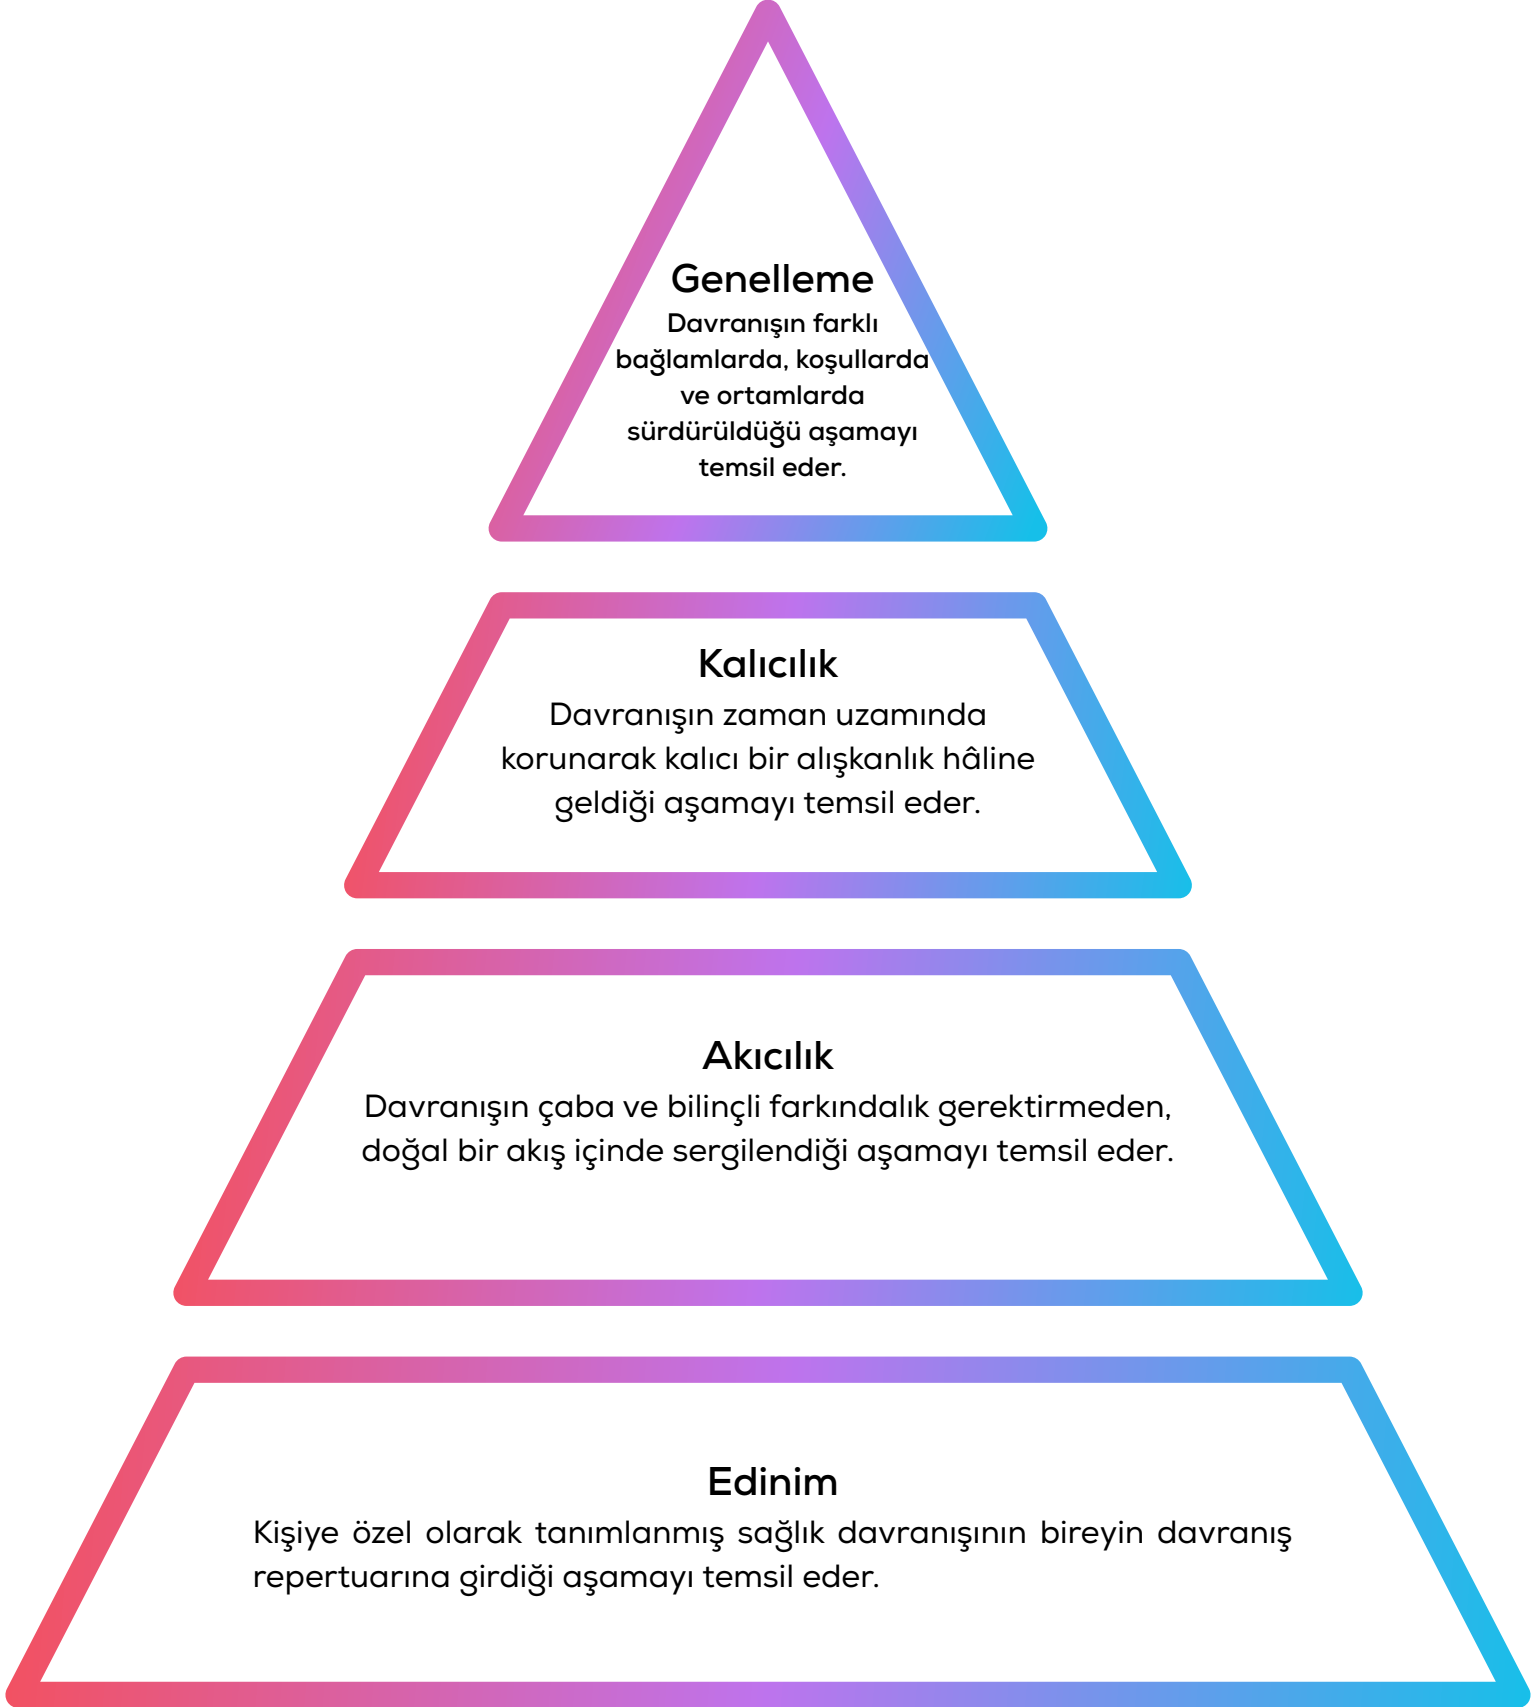 Genelleme
Davranışın farklı
bağlamlarda, koşullarda
ve ortamlarda
sürdürüldüğü aşamayı
temsil eder.
Kalıcılık
Davranışın zaman uzamında
korunarak kalıcı bir alışkanlık hâline
geldiği aşamayı temsil eder.
Akıcılık
Davranışın çaba ve bilinçli farkındalık gerektirmeden,
doğal bir akış içinde sergilendiği aşamayı temsil eder.
Edinim
Kişiye özel olarak tanımlanmış sağlık davranışının bireyin davranış
repertuarına girdiği aşamayı temsil eder.